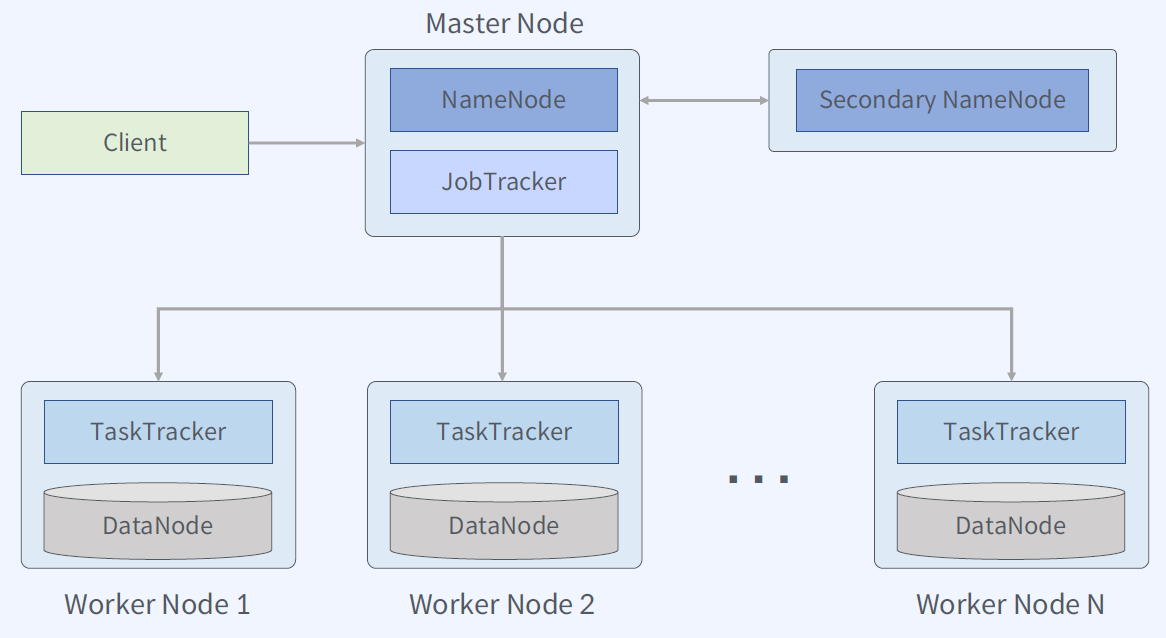 Master Node
NameNode
Secondary NameNode
Client
JobTracker
TaskTracker
TaskTracker
TaskTracker
DataNode
DataNode
...
DataNode
Worker Node 1
Worker Node 2
Worker Node N